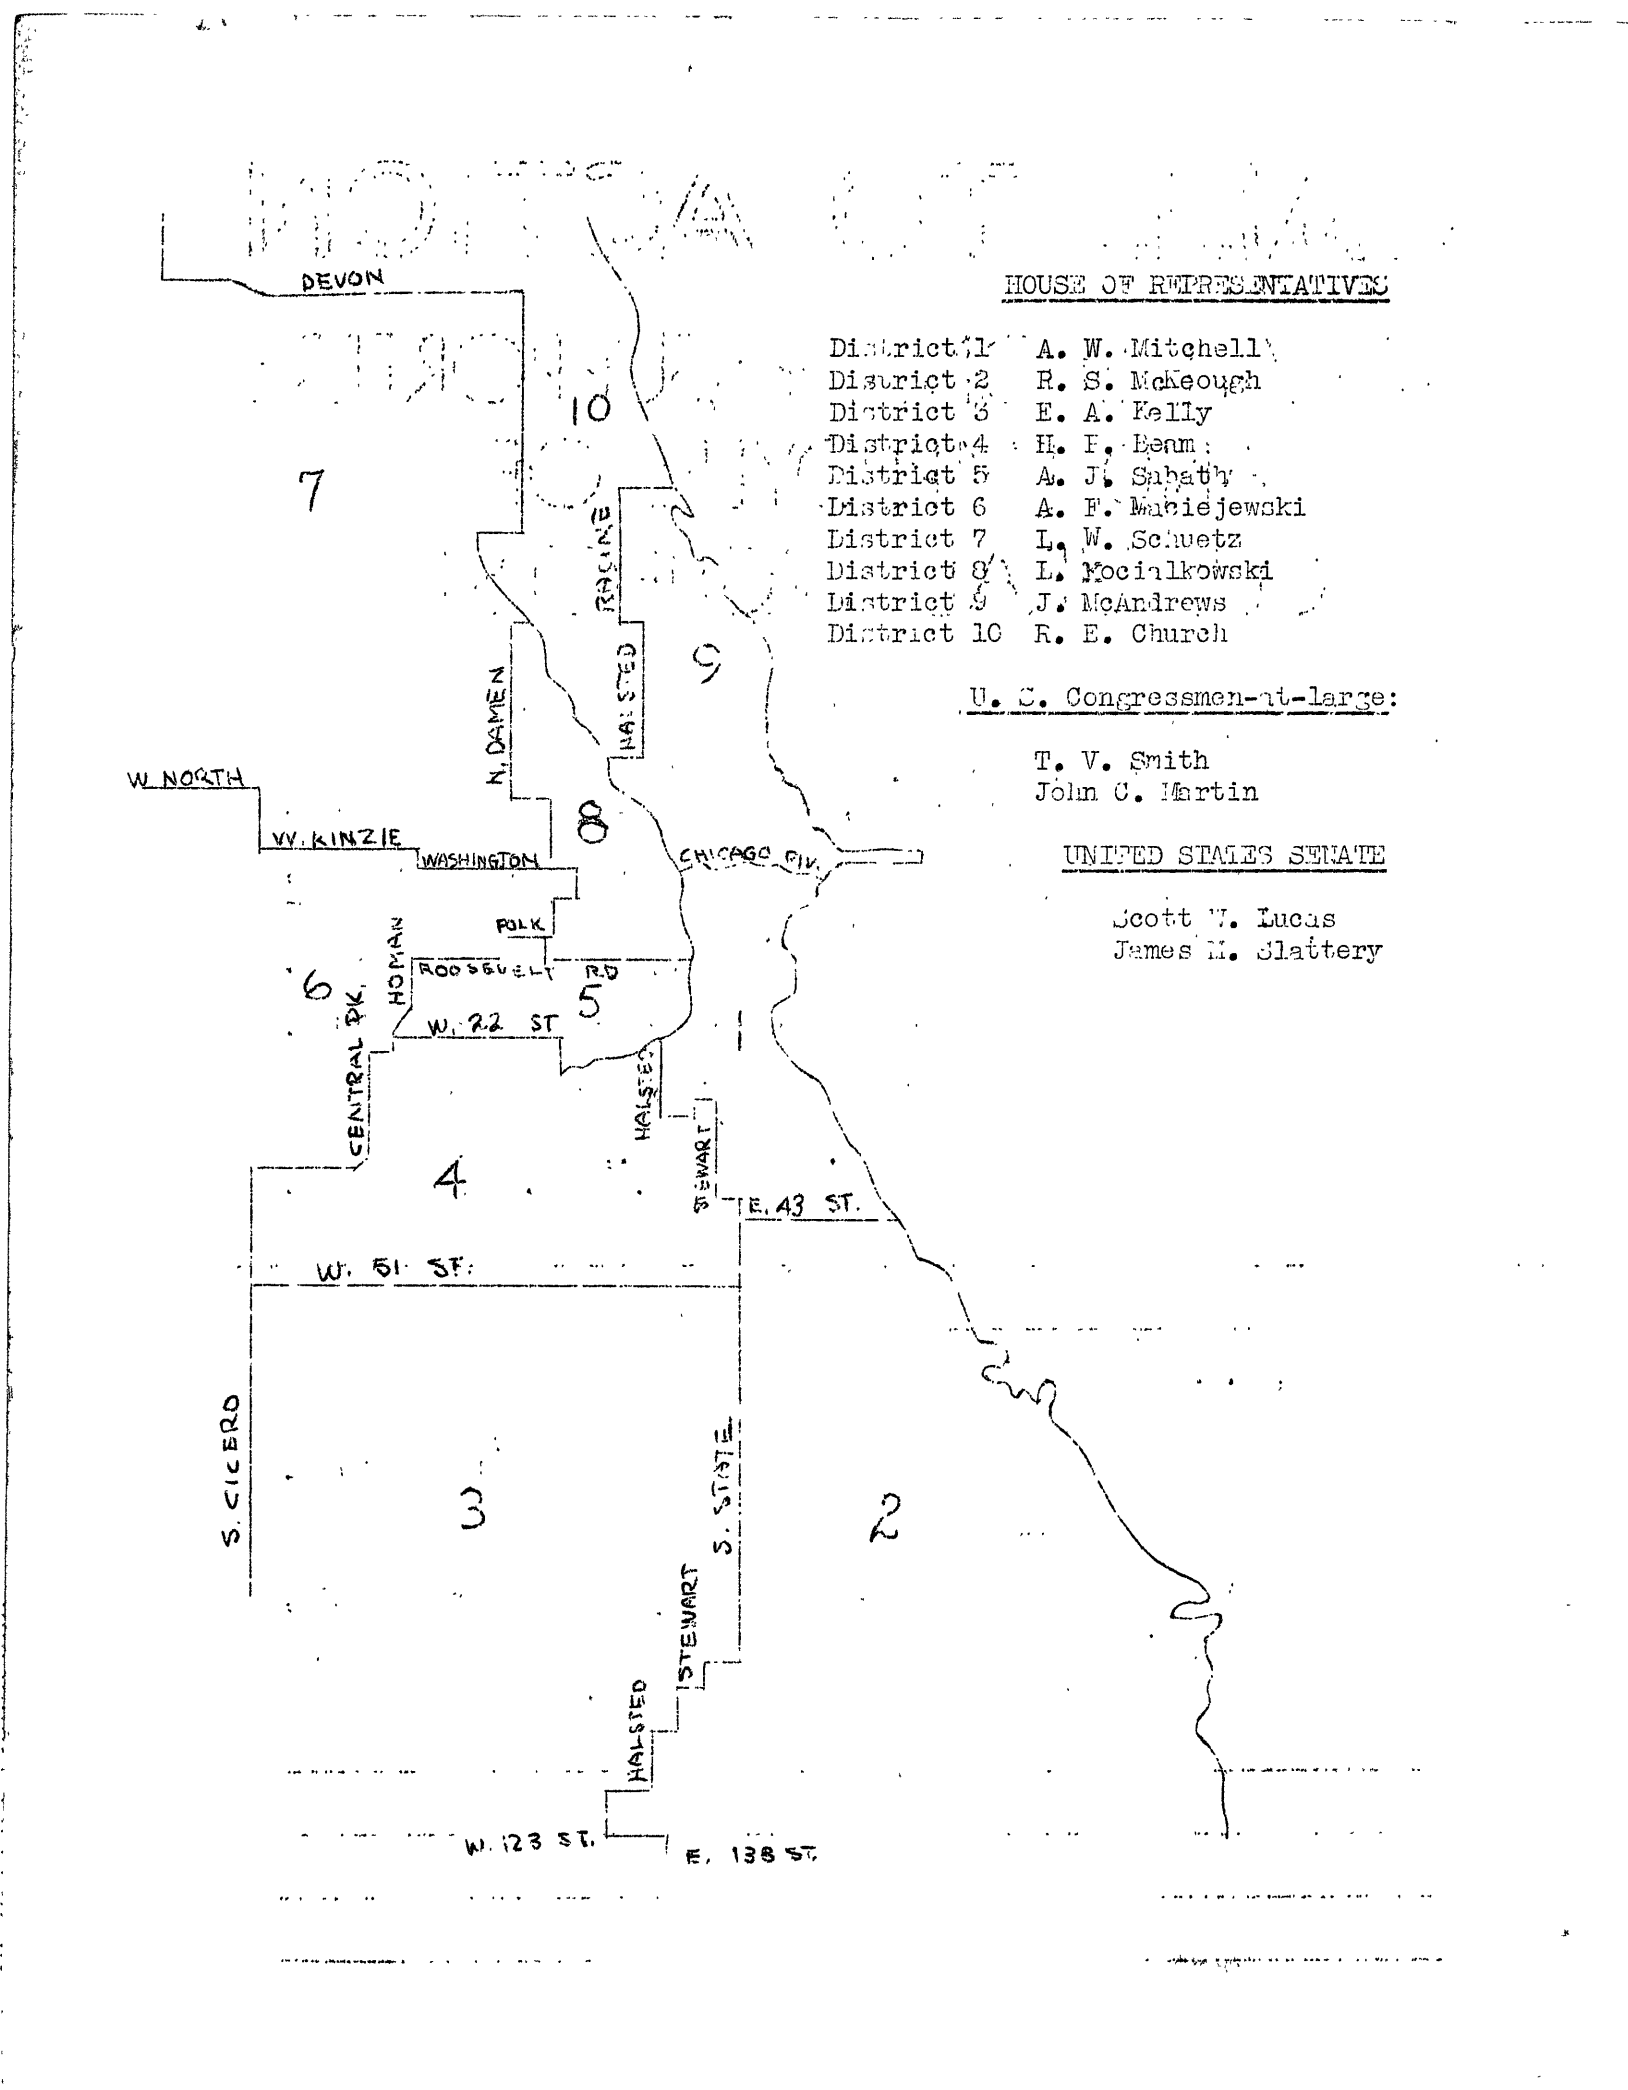 HOUSE OF REPRESENTATIVES
District 1 A. W. Mitchell
District 2 R. S. McKeough
District 3 E. A. Kelly
District 4 H. P. Beam
District 5 A. J. Sabath
District 6 A. F. Maciejewski
District 7 L. W. Schuetz
District 8 L. Kocialkowski
District 9 J. McAndrews
District 10 R. E. Church
U. S. Congressmen-at-large:
T. V. Smith
John C. Martin
UNITED STATES SENATE
Scott W. Lucas
James M. Slattery
DEVON
10
7
RACINE
9
HALSTED
N. DAMEN
W. NORTH
8
W. KINZIE
WASHINGTON
CHICAGO RIV.
POLK
HOMAN
ROOSEVELT RD
6
5
CENTRAL PK.
W. 22 ST
1
HALSTED
STEWART
4
E. 43 ST.
W. 51 ST.
S. CICERO
S. STATE
3
2
STEWART
HALSTED
W. 123 ST.
E. 138 ST.